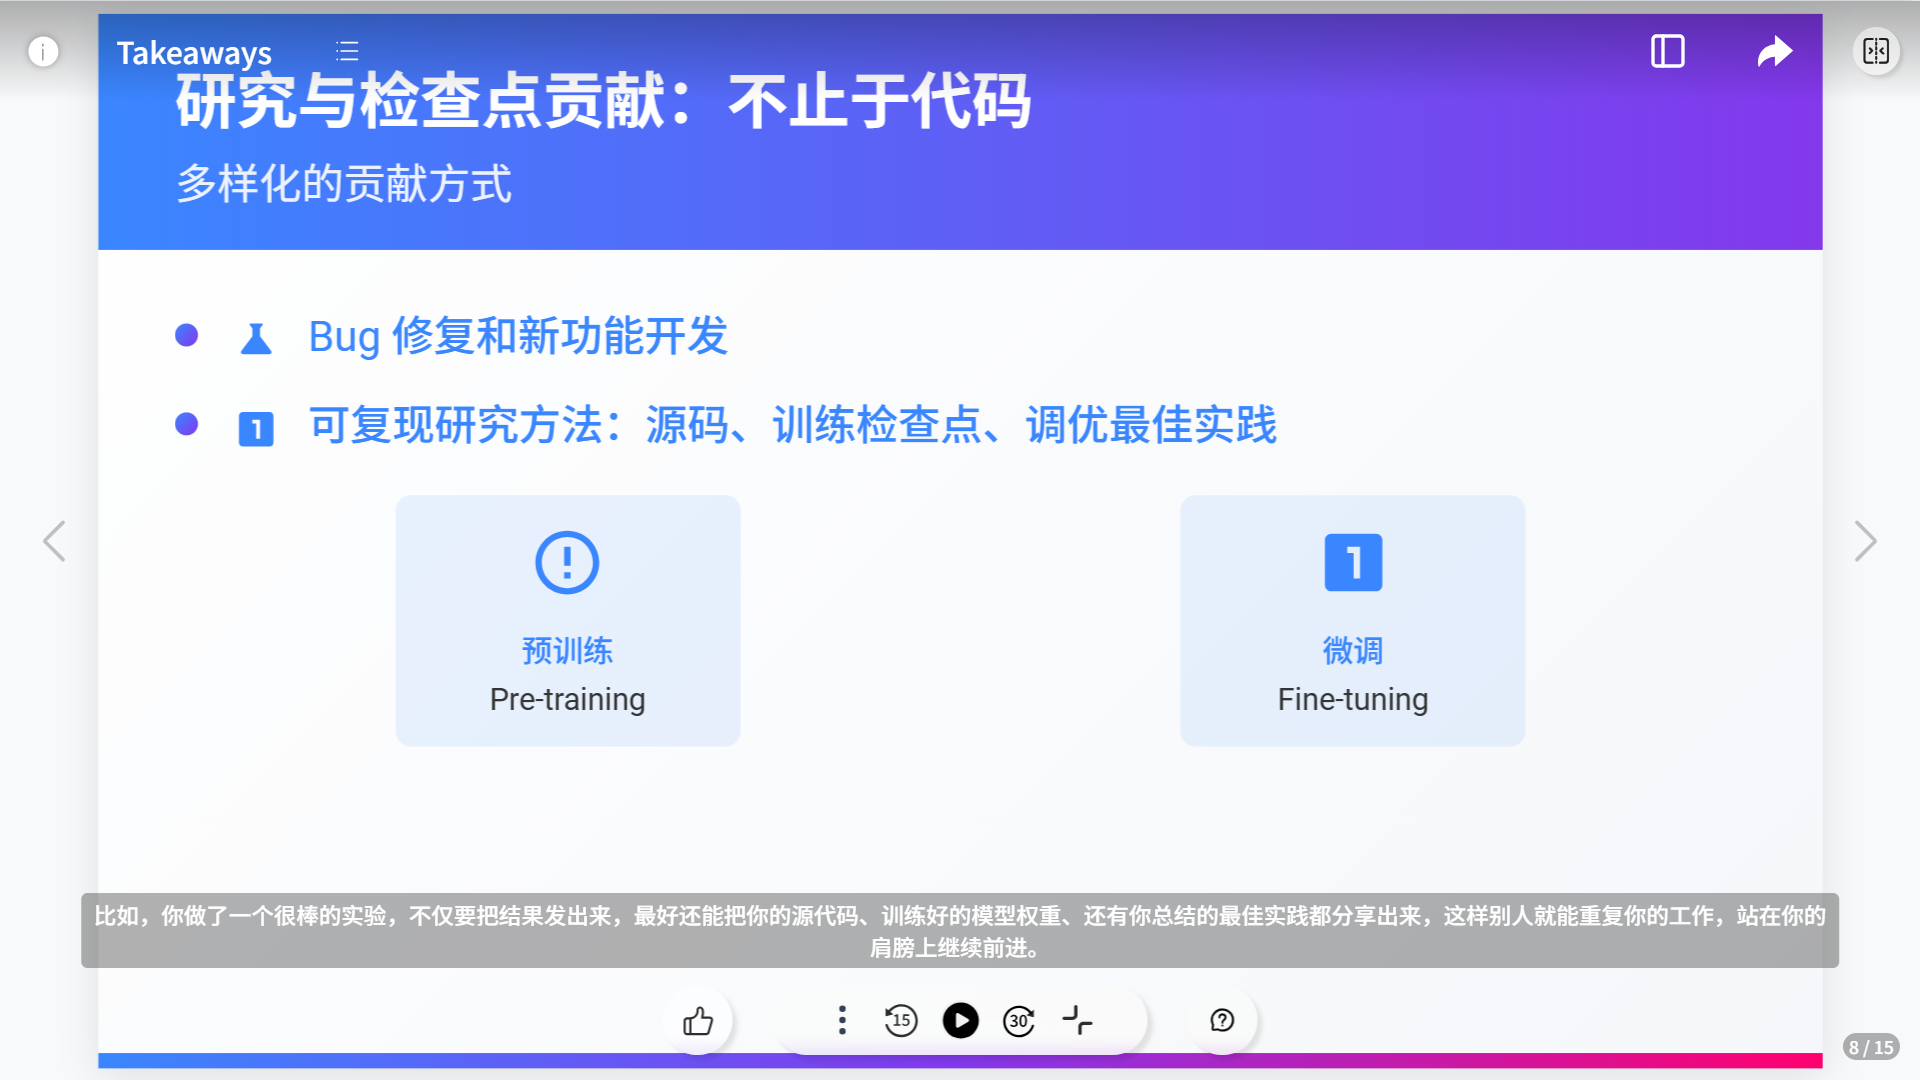 Takeaways
研究与检查点贡献：不止于代码
多样化的贡献方式
Bug 修复和新功能开发
1 可复现研究方法：源码、训练检查点、调优最佳实践
预训练
Pre-training
1
微调
Fine-tuning
比如，你做了一个很棒的实验，不仅要把结果发出来，最好还能把你的源代码、训练好的模型权重、还有你总结的最佳实践都分享出来，这样别人就能重复你的工作，站在你的
肩膀上继续前进。
15
30
8 / 15